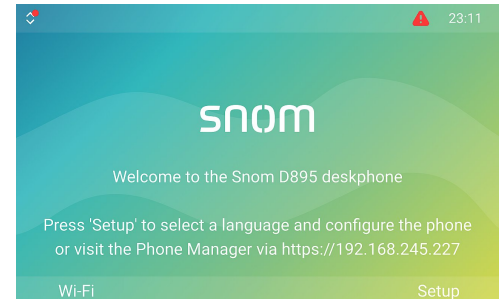 23:11
snom
Welcome to the Snom D895 deskphone
Press 'Setup' to select a language and configure the phone
or visit the Phone Manager via https://192.168.245.227
Wi-Fi Setup